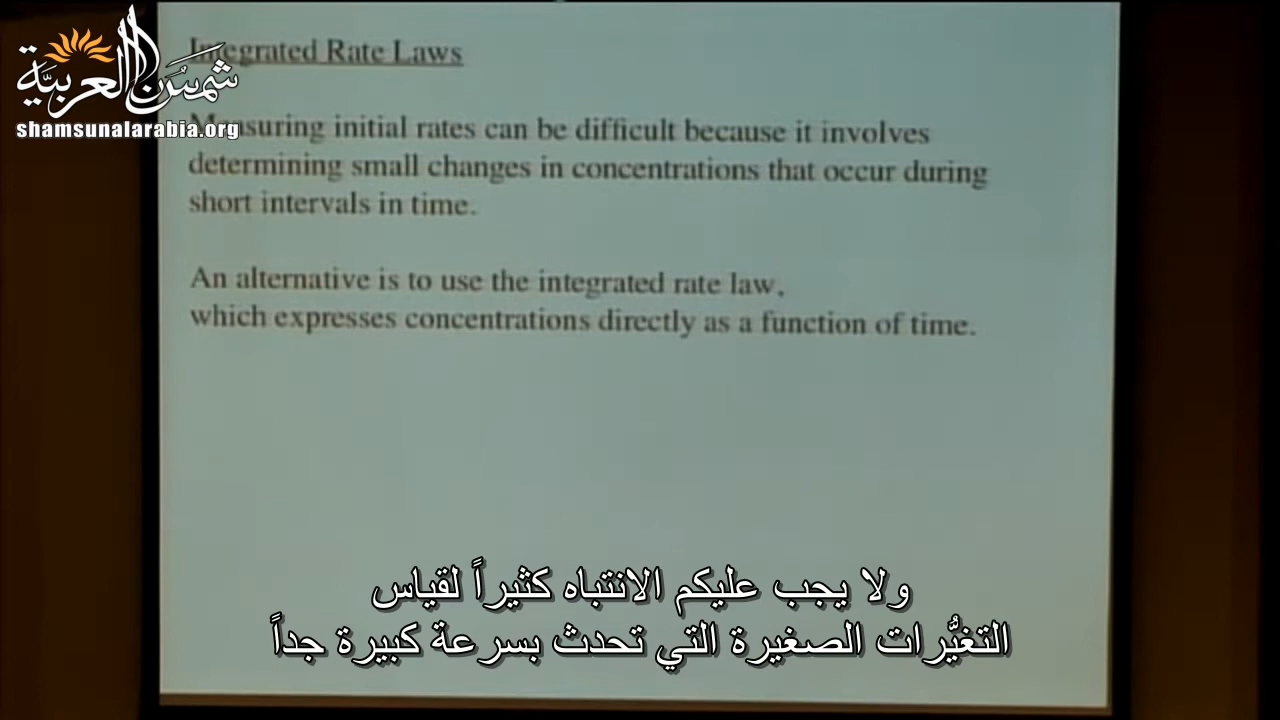 شمس العربية
shamsunalarabia.org
Integrated Rate Laws
Measuring initial rates can be difficult because it involves
determining small changes in concentrations that occur during
short intervals in time.
An alternative is to use the integrated rate law,
which expresses concentrations directly as a function of time.
ولا يجب عليكم الانتباه كثيراً لقياس
التغيُّرات الصغيرة التي تحدث بسرعة كبيرة جداً